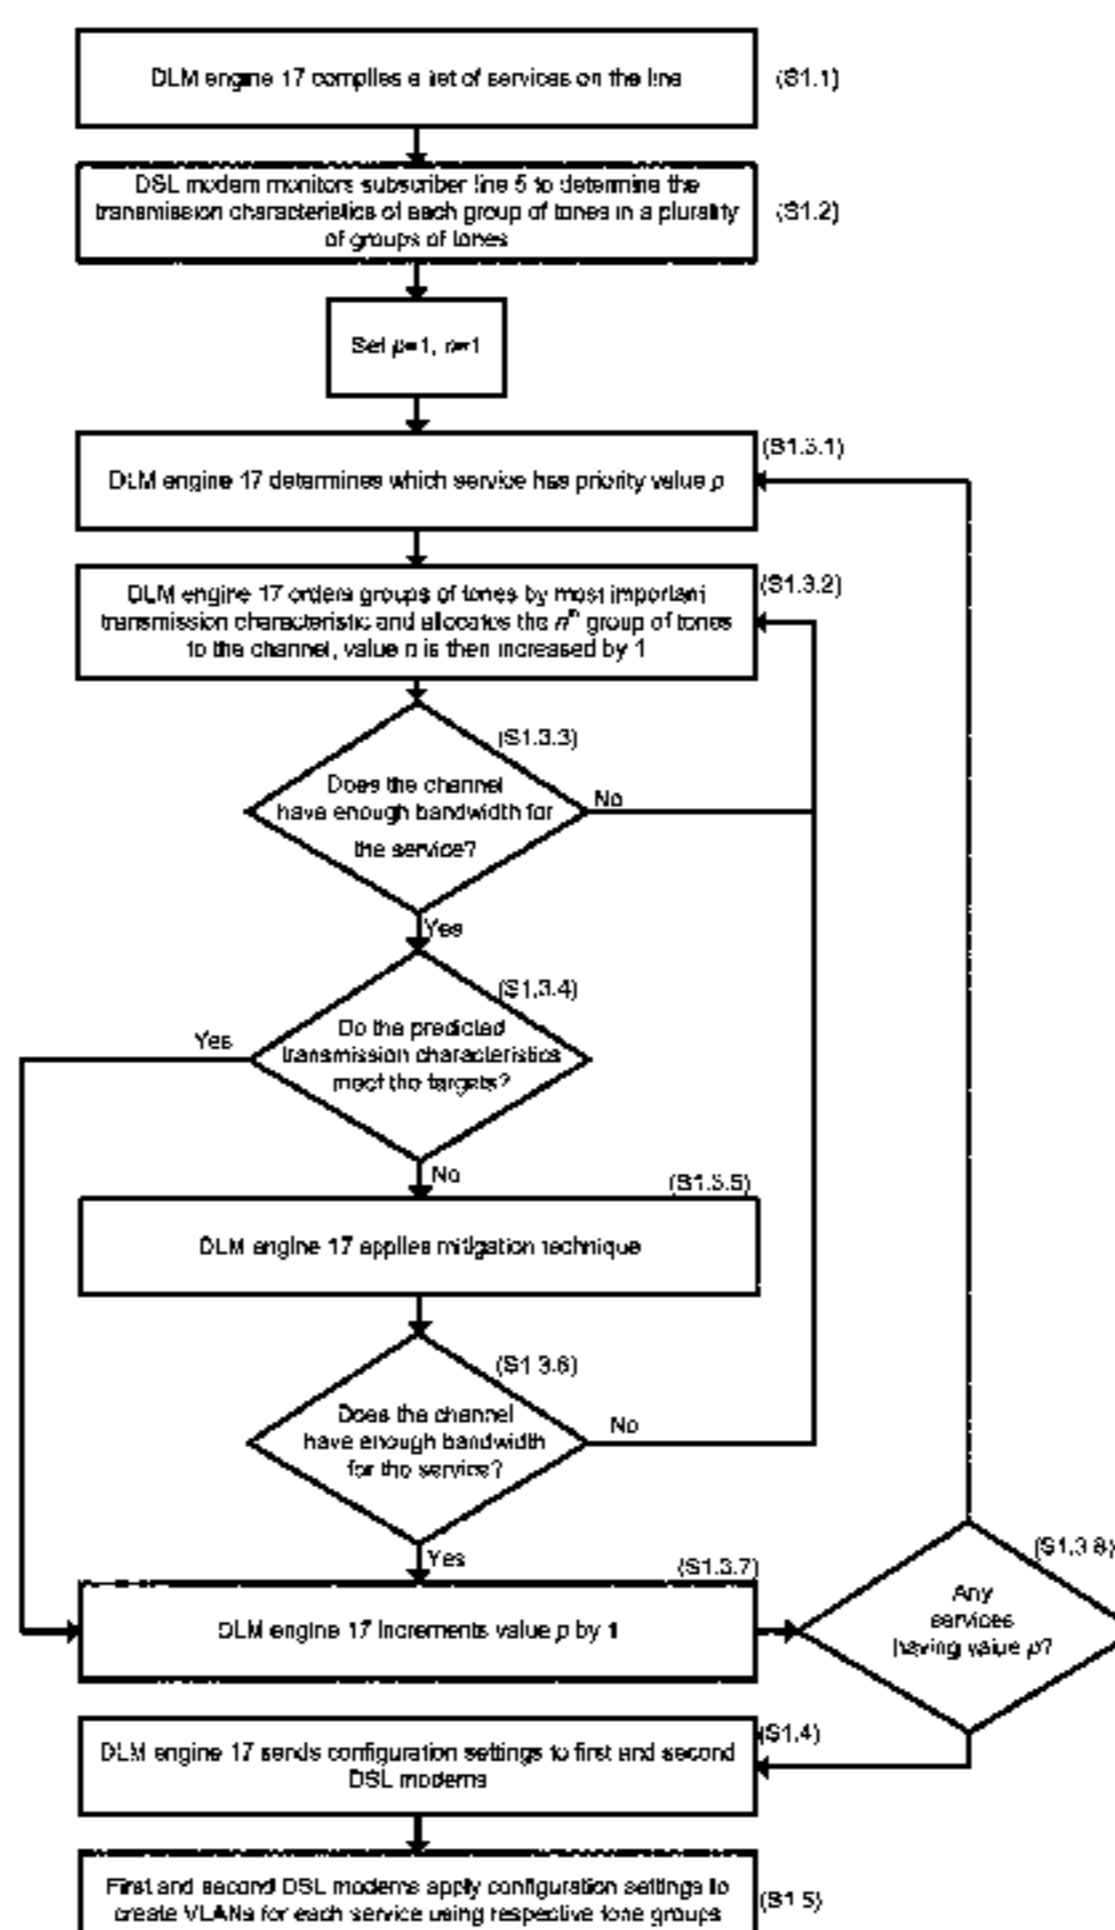 DLM engine 17 compiles a list of services on the line
(S1.1)
DSL modem monitors subscriber line 5 to determine the
transmission characteristics of each group of tones in a plurality
of groups of tones
(S1.2)
Set p=1, n=1
(S1.3.1)
DLM engine 17 determines which service has priority value p
(S1.3.2)
DLM engine 17 orders groups of tones by most important
transmission characteristic and allocates the nth group of tones
to the channel, value n is then increased by 1
(S1.3.3)
Does the channel
have enough bandwidth for
the service?
No
Yes
(S1.3.4)
Do the predicted
transmission characteristics
meet the targets?
Yes
No
(S1.3.5)
DLM engine 17 applies mitigation technique
(S1.3.6)
Does the channel
have enough bandwidth
for the service?
No
Yes
(S1.3.7)
DLM engine 17 increments value p by 1
(S1.3.8)
Any
services
having value p?
(S1.4)
DLM engine 17 sends configuration settings to first and second
DSL modems
First and second DSL modems apply configuration settings to
create VLANs for each service using respective tone groups
(S1.5)